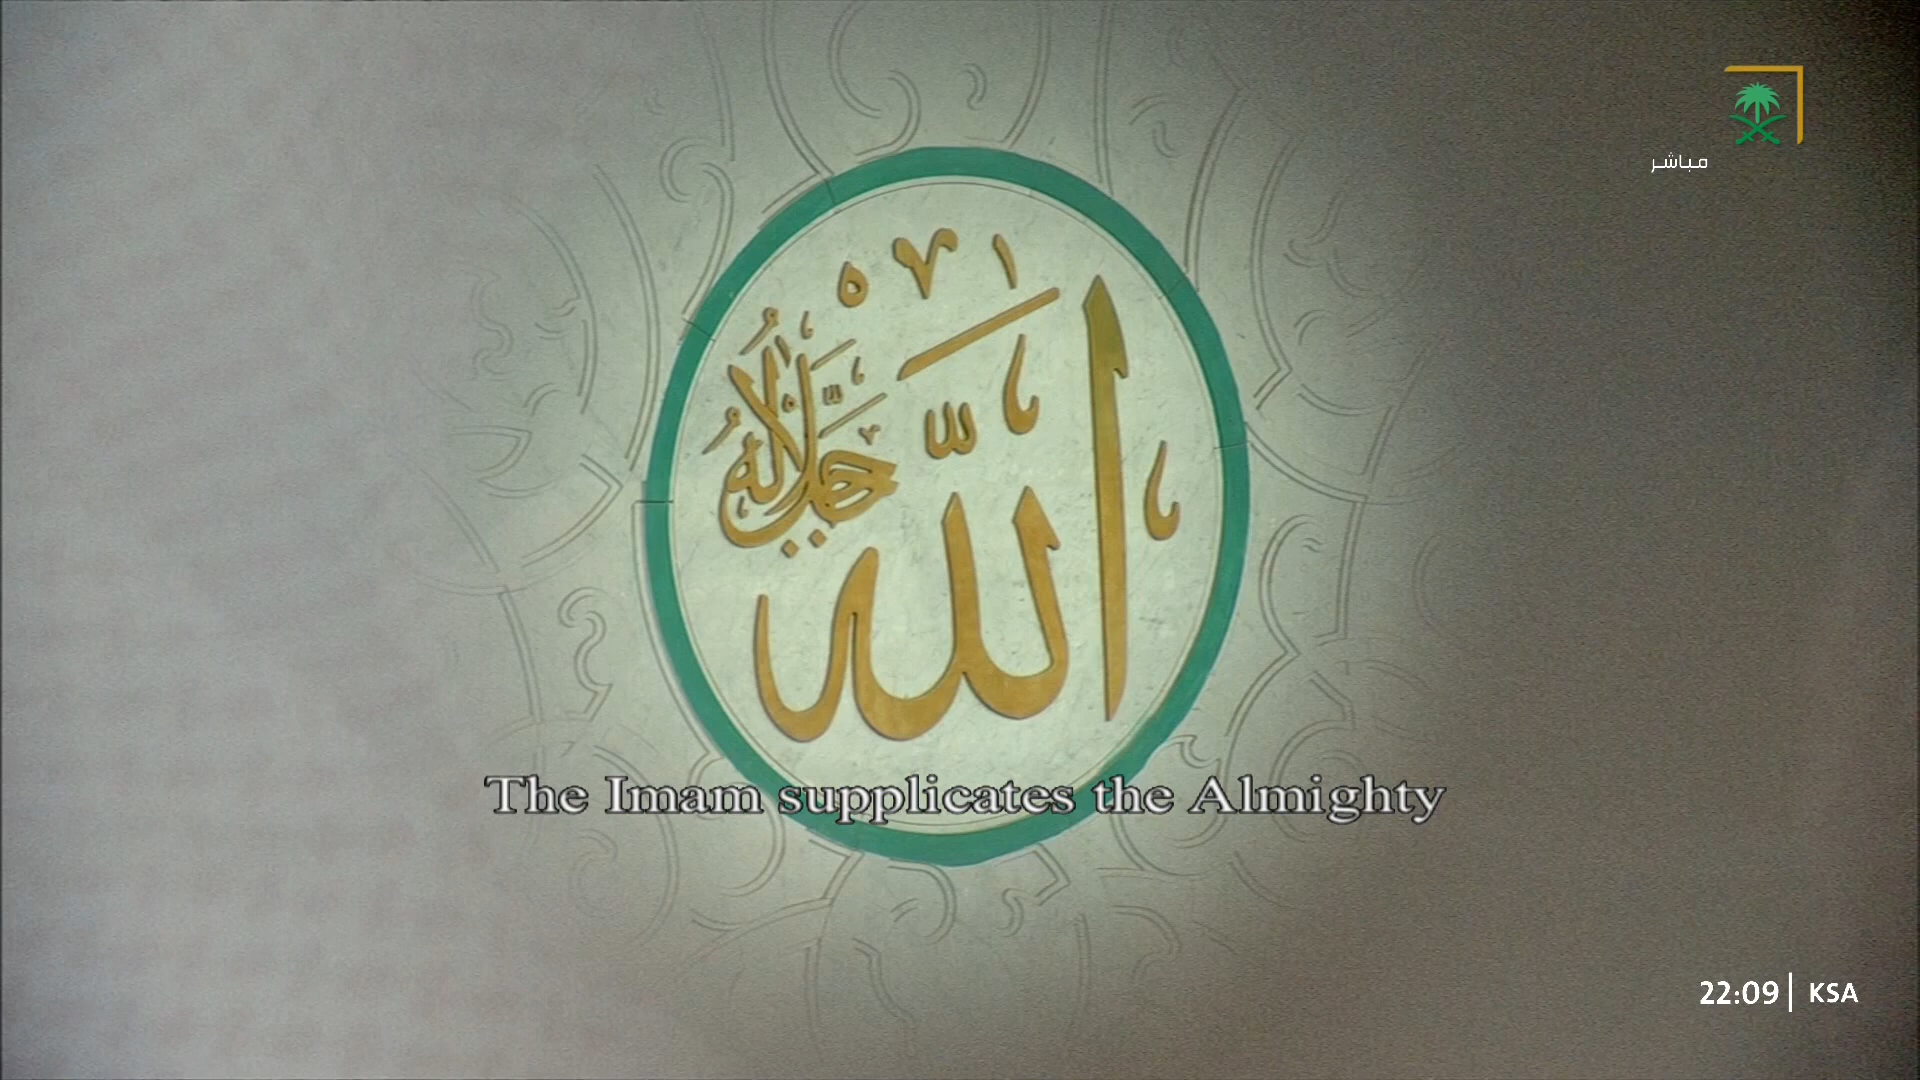 مباشر
الله
جل جلاله
The Imam supplicates the Almighty
22:09 | KSA